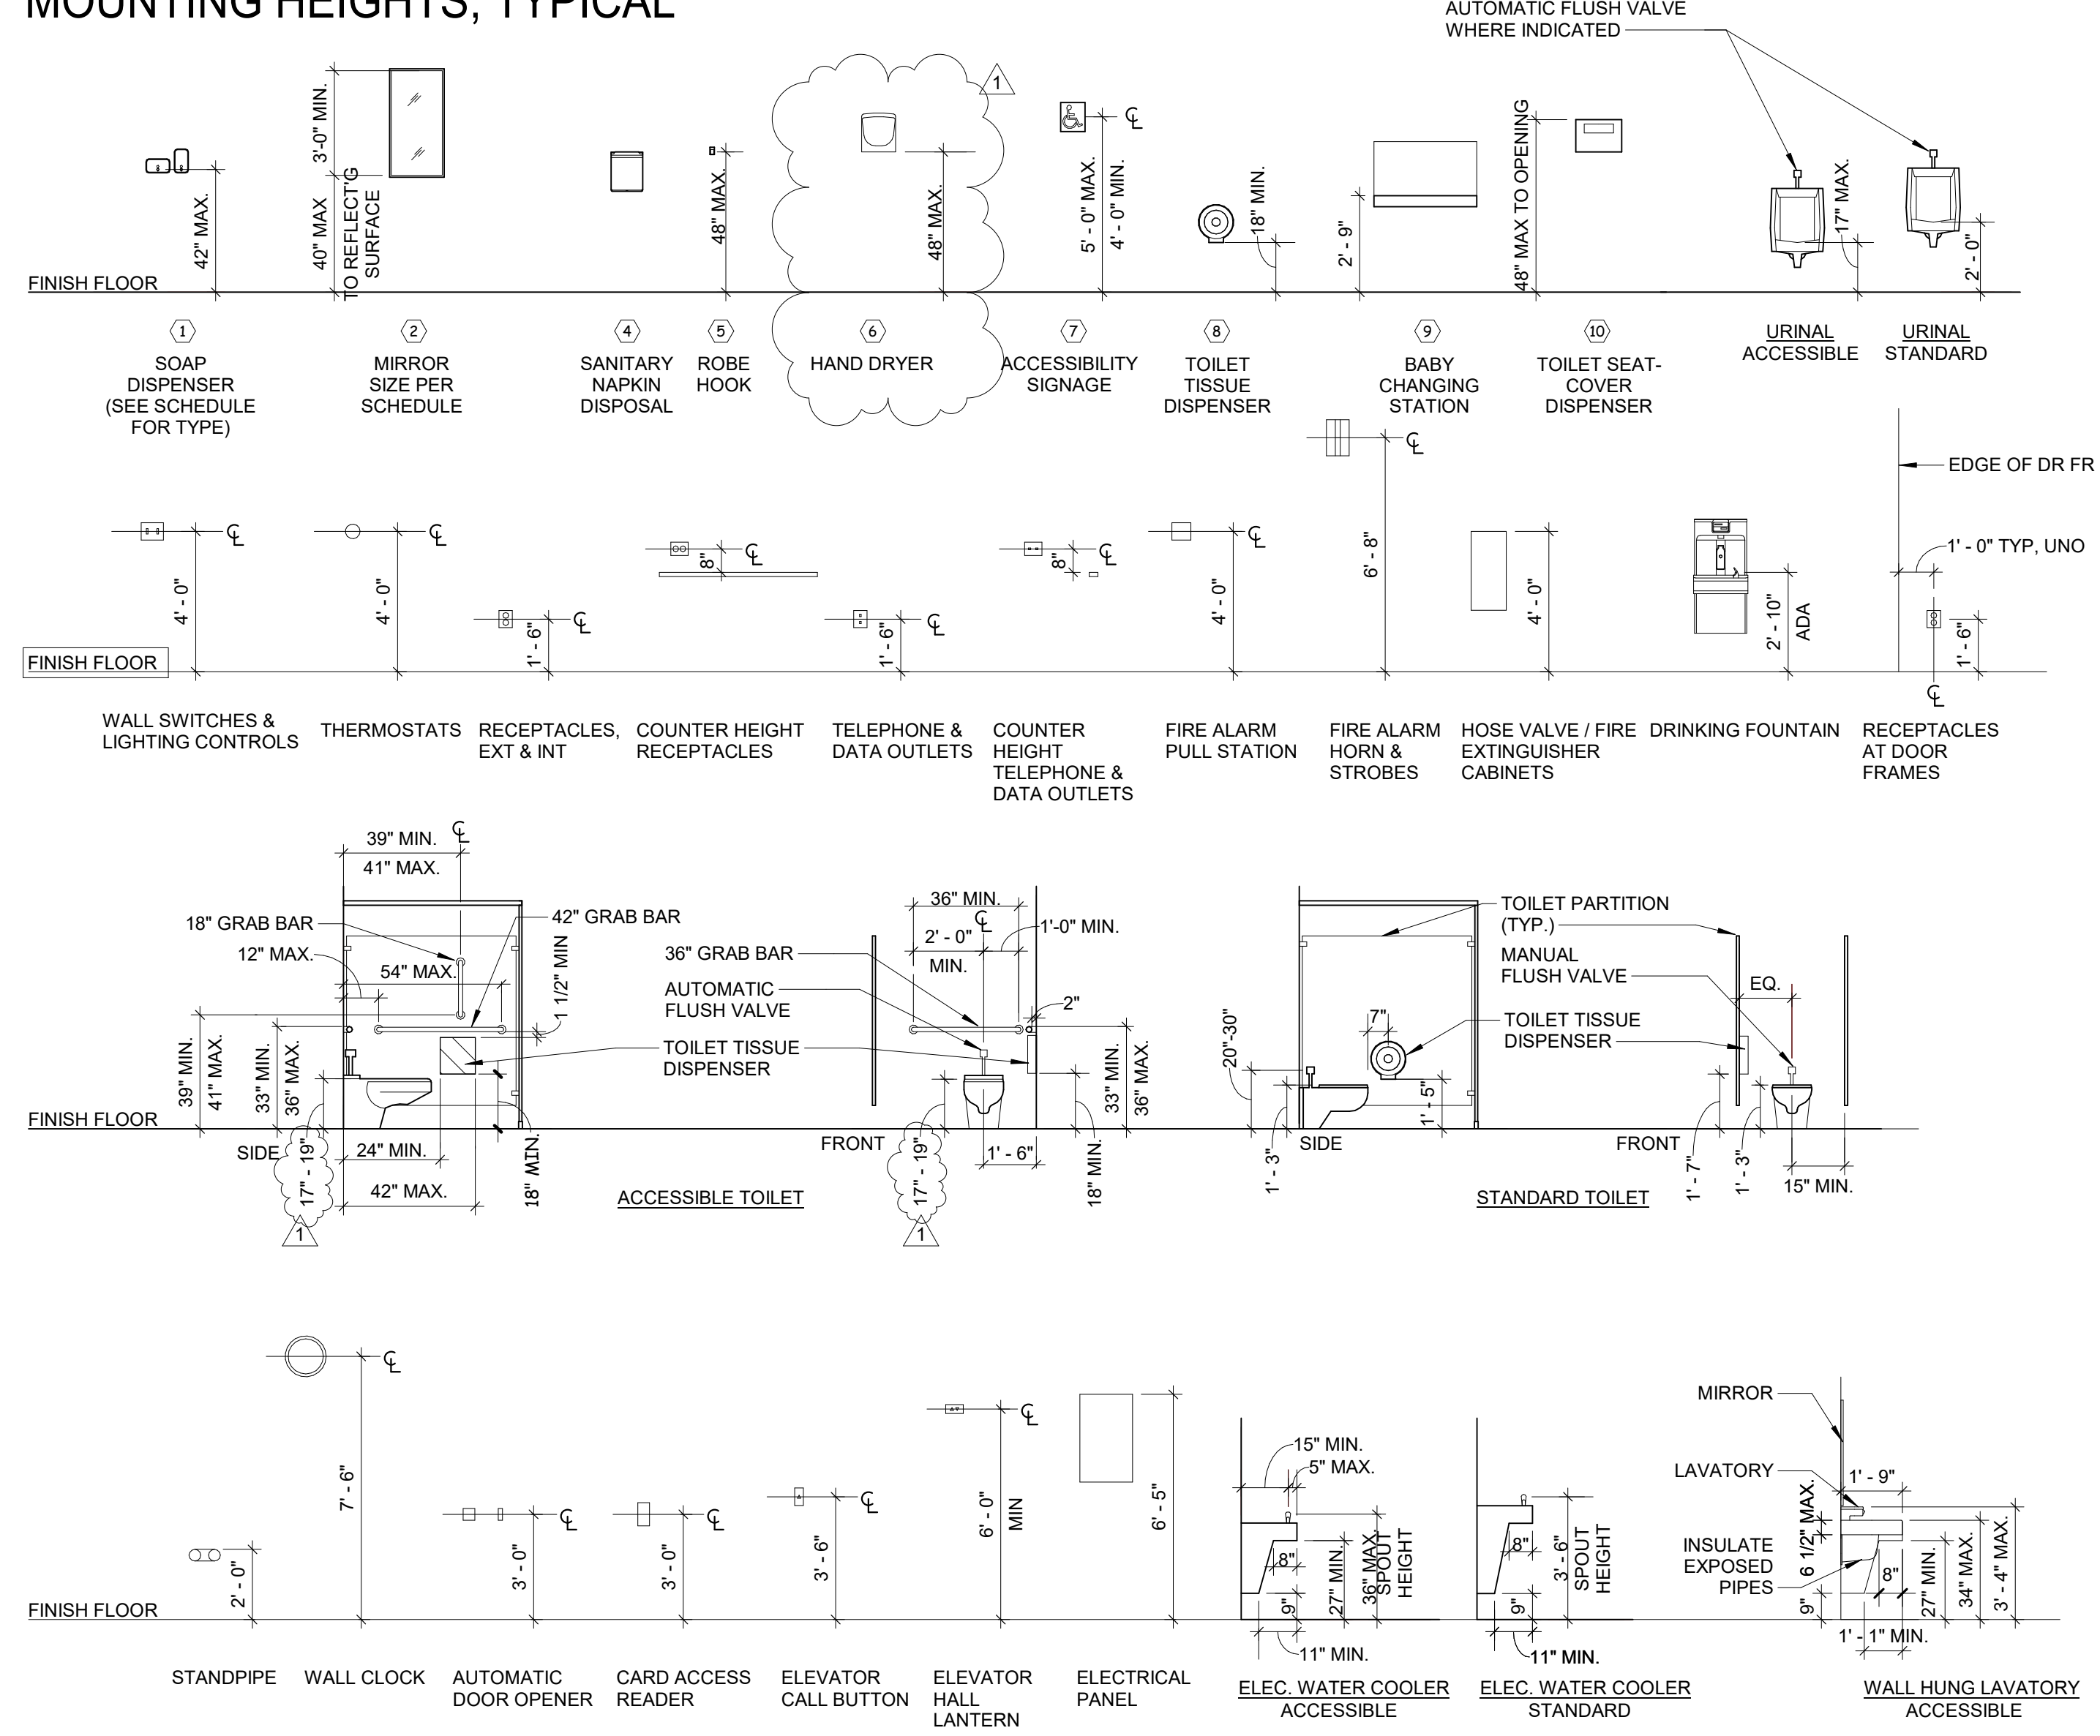 MOUNTING HEIGHTS, TYPICAL
AUTOMATIC FLUSH VALVE
WHERE INDICATED
1
3'-0" MIN.
40" MAX
TO REFLECT'G
SURFACE
42" MAX.
48" MAX.
48" MAX.
5' - 0" MAX.
4' - 0" MIN.
℄
18" MIN.
2' - 9"
48" MAX TO OPENING
17" MAX.
2' - 0"
FINISH FLOOR
1
SOAP
DISPENSER
(SEE SCHEDULE
FOR TYPE)
2
MIRROR
SIZE PER
SCHEDULE
4
SANITARY
NAPKIN
DISPOSAL
5
ROBE
HOOK
6
HAND DRYER
7
ACCESSIBILITY
SIGNAGE
8
TOILET
TISSUE
DISPENSER
9
BABY
CHANGING
STATION
10
TOILET SEAT-
COVER
DISPENSER
URINAL
ACCESSIBLE
URINAL
STANDARD
EDGE OF DR FR
1' - 0" TYP, UNO
℄
4' - 0"
℄
4' - 0"
℄
1' - 6"
℄
8"
℄
1' - 6"
℄
8"
℄
4' - 0"
℄
6' - 8"
4' - 0"
2' - 10"
ADA
1' - 6"
℄
FINISH FLOOR
WALL SWITCHES &
LIGHTING CONTROLS
THERMOSTATS
RECEPTACLES,
EXT & INT
COUNTER HEIGHT
RECEPTACLES
TELEPHONE &
DATA OUTLETS
COUNTER
HEIGHT
TELEPHONE &
DATA OUTLETS
FIRE ALARM
PULL STATION
FIRE ALARM
HORN &
STROBES
HOSE VALVE / FIRE
EXTINGUISHER
CABINETS
DRINKING FOUNTAIN
RECEPTACLES
AT DOOR
FRAMES
39" MIN.
℄
41" MAX.
18" GRAB BAR
42" GRAB BAR
12" MAX.
54" MAX.
1 1/2" MIN
39" MIN.
41" MAX.
33" MIN.
36" MAX.
FINISH FLOOR
SIDE
17" - 19"
1
24" MIN.
42" MAX.
18" MIN.
36" MIN.
℄
2' - 0"
MIN.
1'-0" MIN.
36" GRAB BAR
AUTOMATIC
FLUSH VALVE
TOILET TISSUE
DISPENSER
2"
33" MIN.
36" MAX.
FRONT
17" - 19"
1
1' - 6"
18" MIN.
ACCESSIBLE TOILET
TOILET PARTITION
(TYP.)
MANUAL
FLUSH VALVE
TOILET TISSUE
DISPENSER
EQ.
7"
20"-30"
1' - 3"
SIDE
1' - 5"
FRONT
1' - 7"
1' - 3"
15" MIN.
STANDARD TOILET
2' - 0"
℄
7' - 6"
℄
3' - 0"
℄
3' - 0"
℄
3' - 6"
℄
6' - 0"
MIN
6' - 5"
15" MIN.
5" MAX.
8"
9"
27" MIN.
36" MAX.
SPOUT
HEIGHT
11" MIN.
8"
9"
3' - 6"
SPOUT
HEIGHT
11" MIN.
MIRROR
LAVATORY
INSULATE
EXPOSED
PIPES
1' - 9"
6 1/2" MAX.
8"
9"
27" MIN.
34" MAX.
3' - 4" MAX.
1' - 1" MIN.
FINISH FLOOR
STANDPIPE
WALL CLOCK
AUTOMATIC
DOOR OPENER
CARD ACCESS
READER
ELEVATOR
CALL BUTTON
ELEVATOR
HALL
LANTERN
ELECTRICAL
PANEL
ELEC. WATER COOLER
ACCESSIBLE
ELEC. WATER COOLER
STANDARD
WALL HUNG LAVATORY
ACCESSIBLE